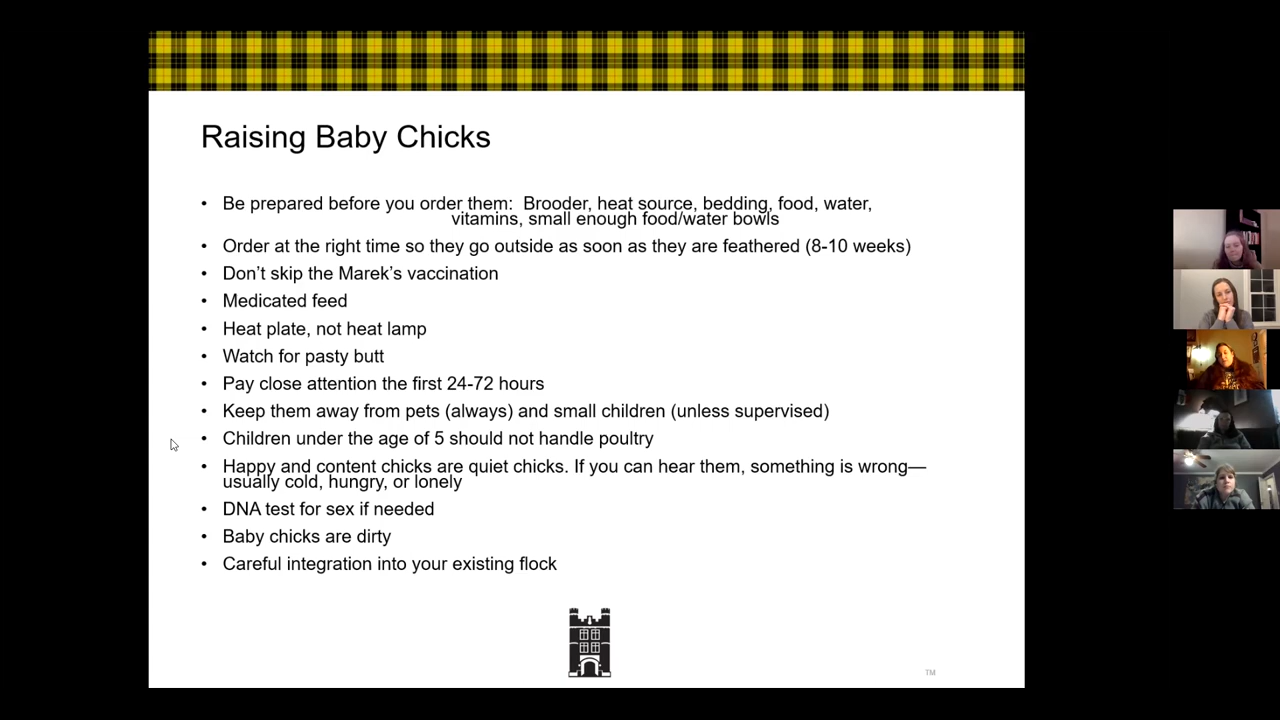 Raising Baby Chicks
• Be prepared before you order them:  Brooder, heat source, bedding, food, water,
vitamins, small enough food/water bowls
• Order at the right time so they go outside as soon as they are feathered (8-10 weeks)
• Don’t skip the Marek’s vaccination
• Medicated feed
• Heat plate, not heat lamp
• Watch for pasty butt
• Pay close attention the first 24-72 hours
• Keep them away from pets (always) and small children (unless supervised)
• Children under the age of 5 should not handle poultry
• Happy and content chicks are quiet chicks. If you can hear them, something is wrong—
usually cold, hungry, or lonely
• DNA test for sex if needed
• Baby chicks are dirty
• Careful integration into your existing flock
TM